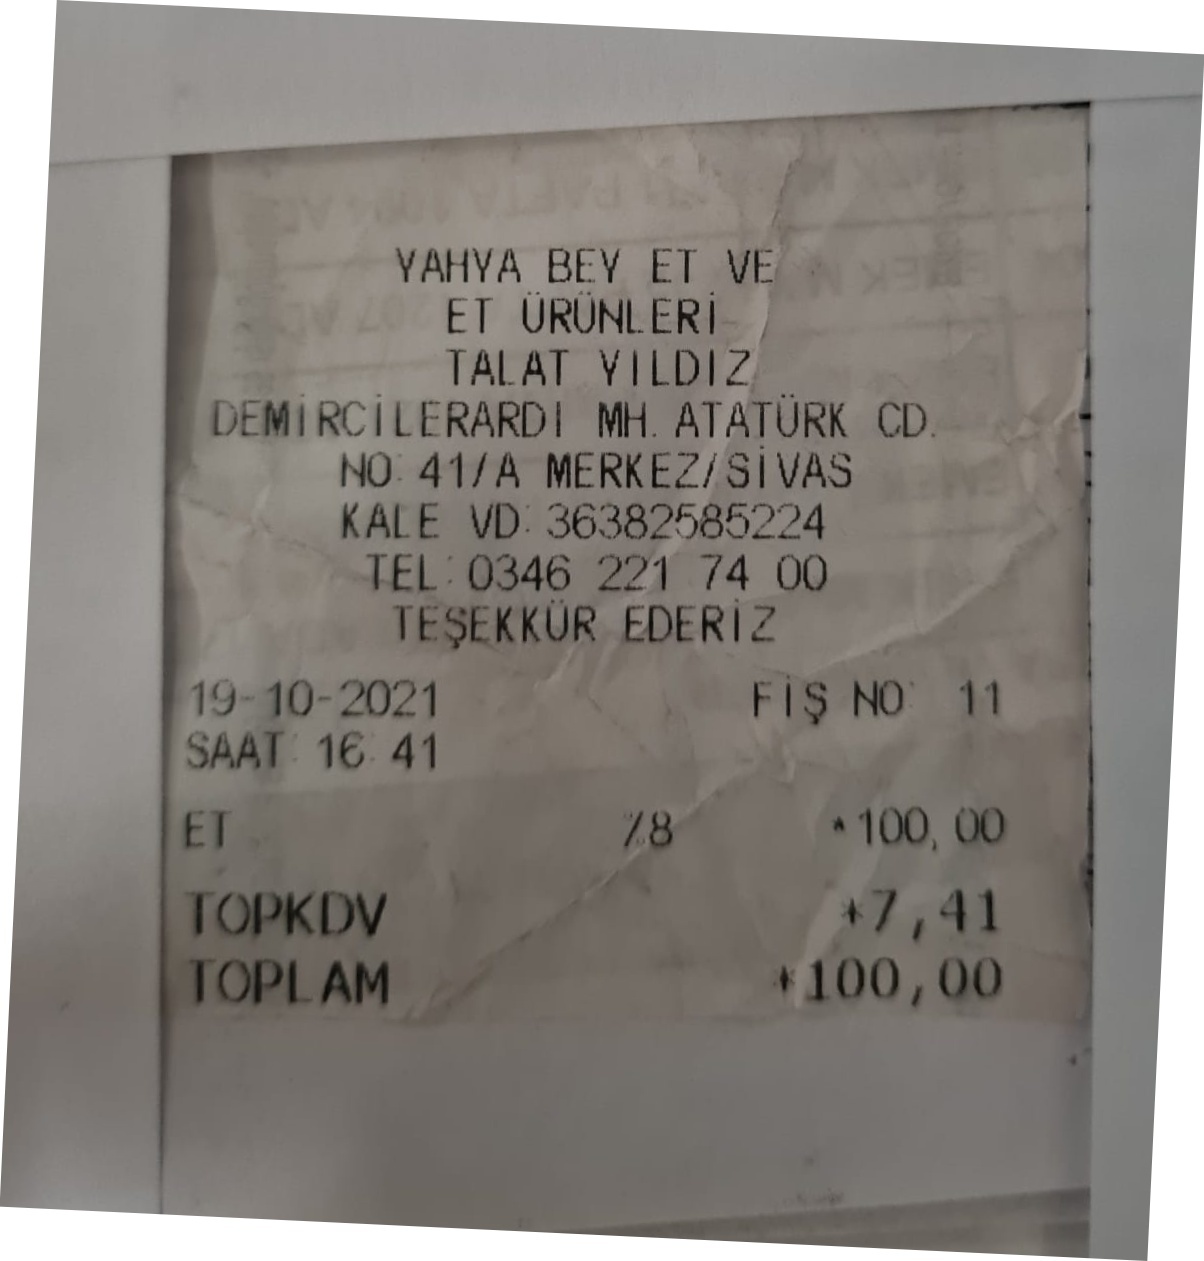 YAHYA BEY ET VE
ET ÜRÜNLERİ
TALAT YILDIZ
DEMİRCİLERARDI MH. ATATÜRK CD.
NO: 41/A MERKEZ/SİVAS
KALE VD: 36382585224
TEL: 0346 221 74 00
TEŞEKKÜR EDERİZ
19-10-2021 FİŞ NO: 11
SAAT: 16:41
ET %8 *100,00
TOPKDV *7,41
TOPLAM *100,00